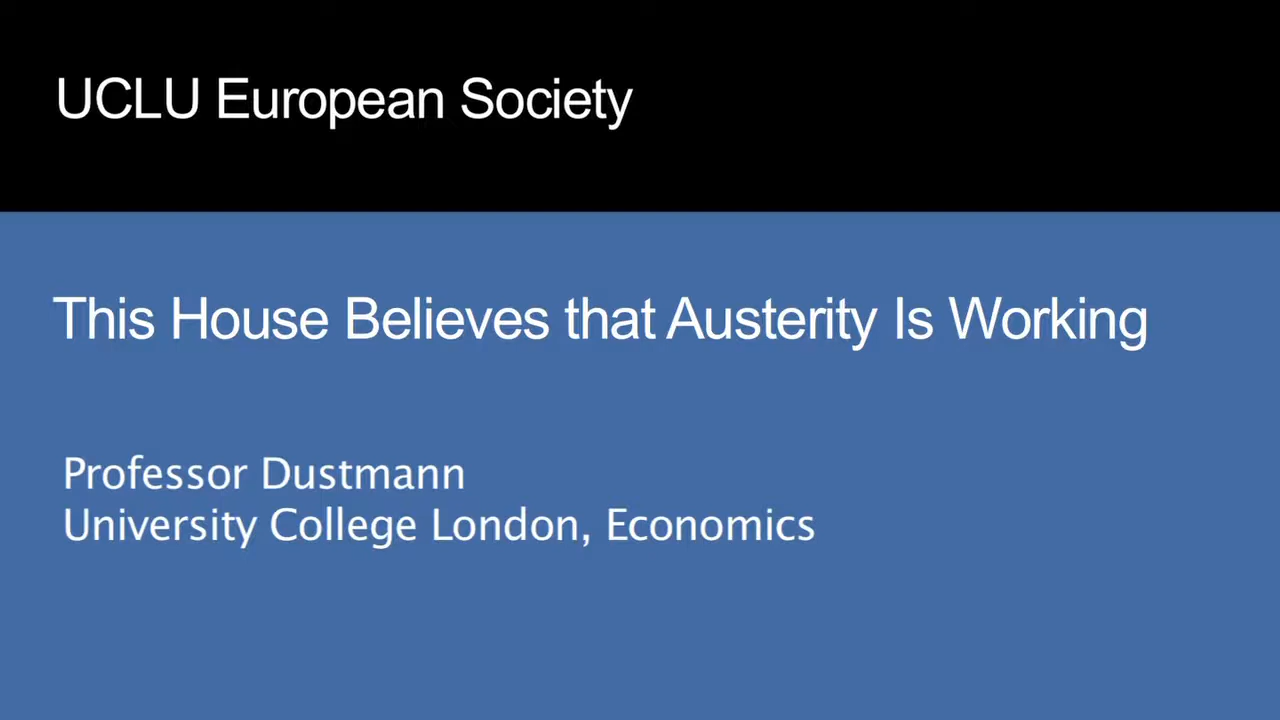 UCLU European Society
This House Believes that Austerity Is Working
Professor Dustmann
University College London, Economics